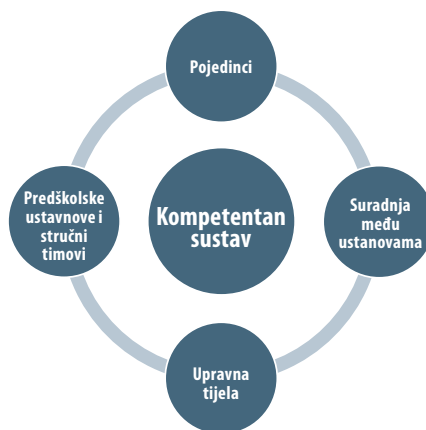 Pojedinci
Predškolske
ustavnove i
stručni
timovi
Kompetentan
sustav
Suradnja
među
ustanovama
Upravna
tijela